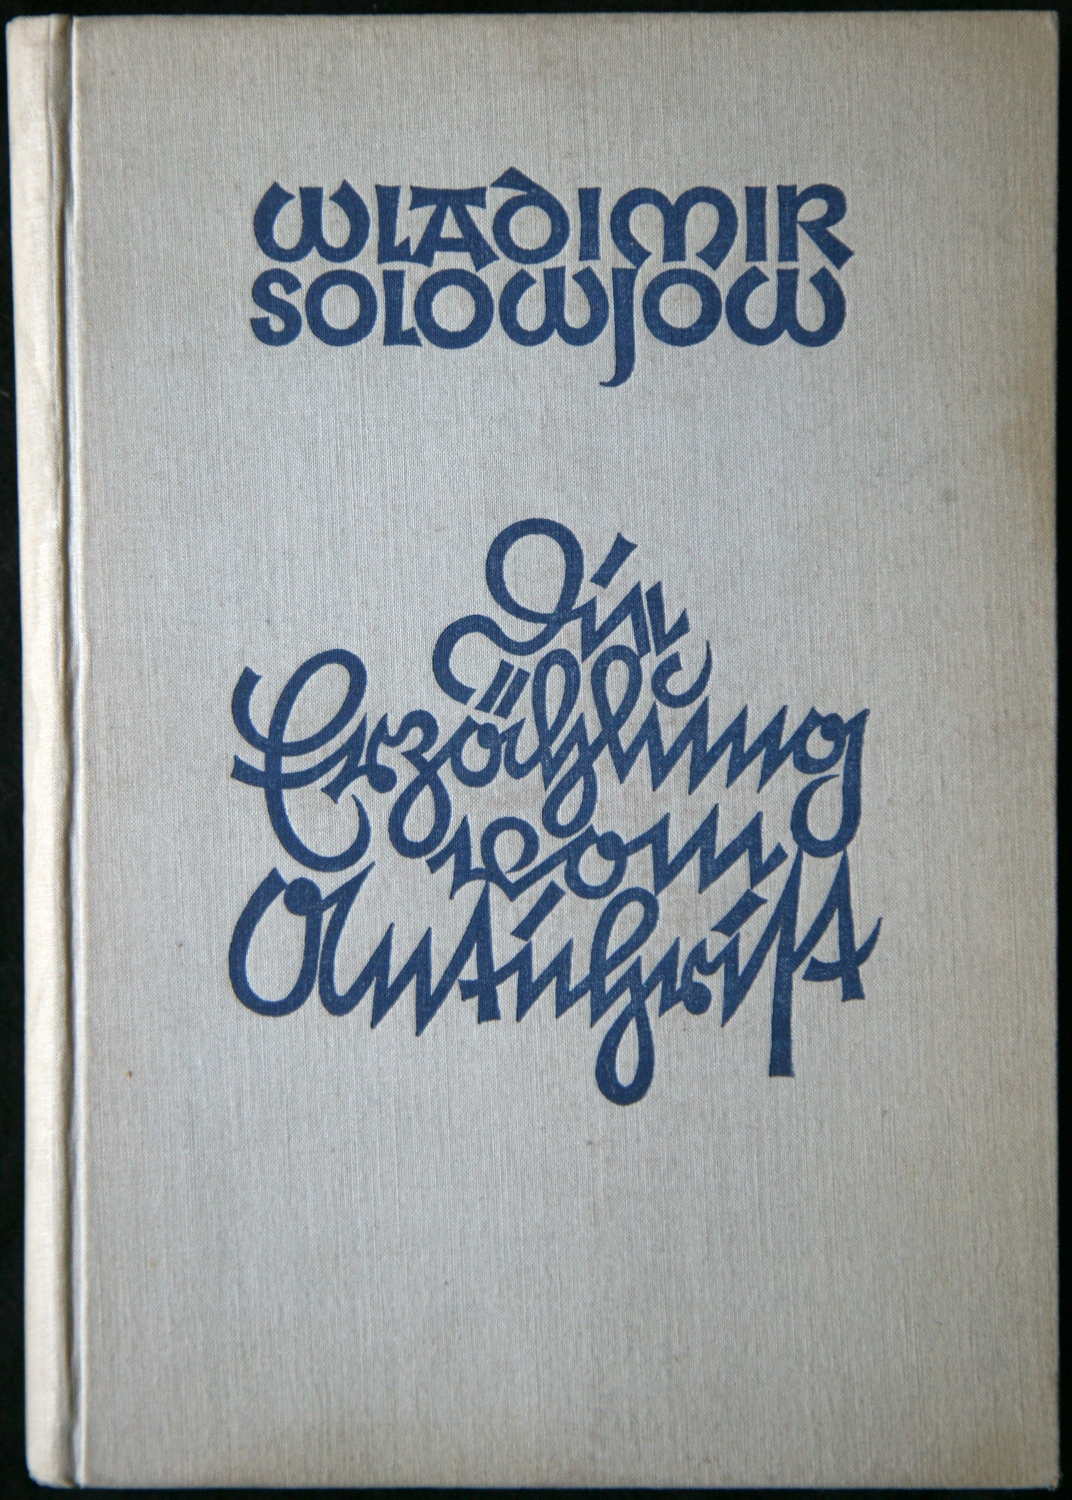 WLADIMIR
SOLOWJOW
Die
Erzählung
vom
Antichrist